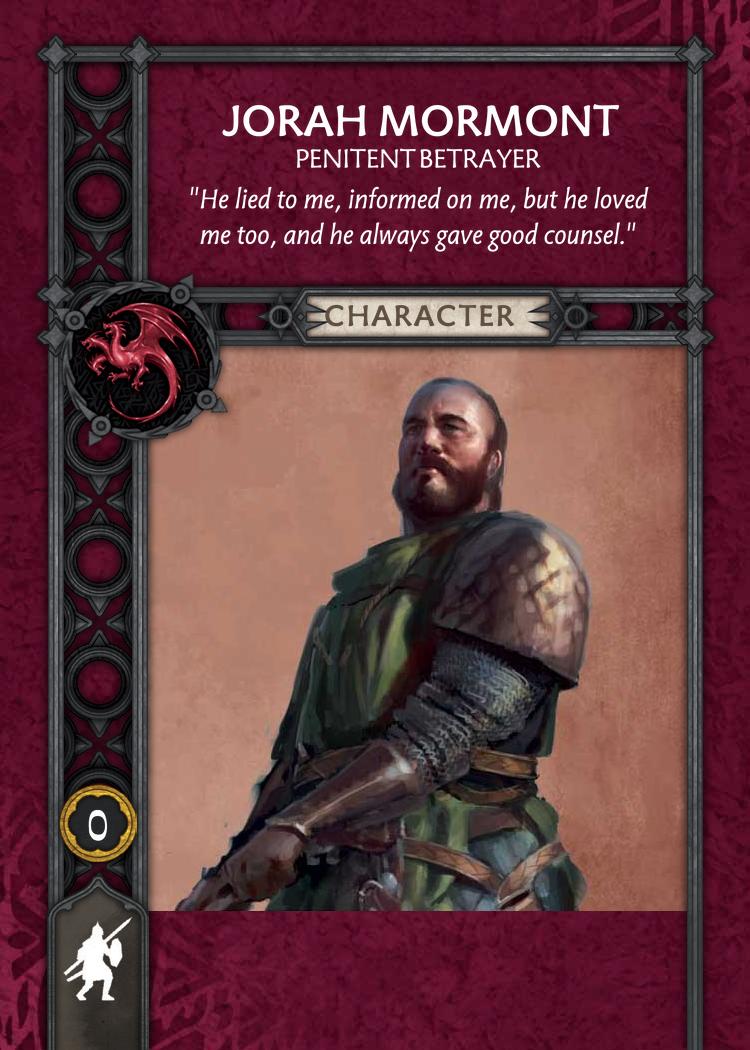 JORAH MORMONT
PENITENT BETRAYER
"He lied to me, informed on me, but he loved
me too, and he always gave good counsel."
CHARACTER
0